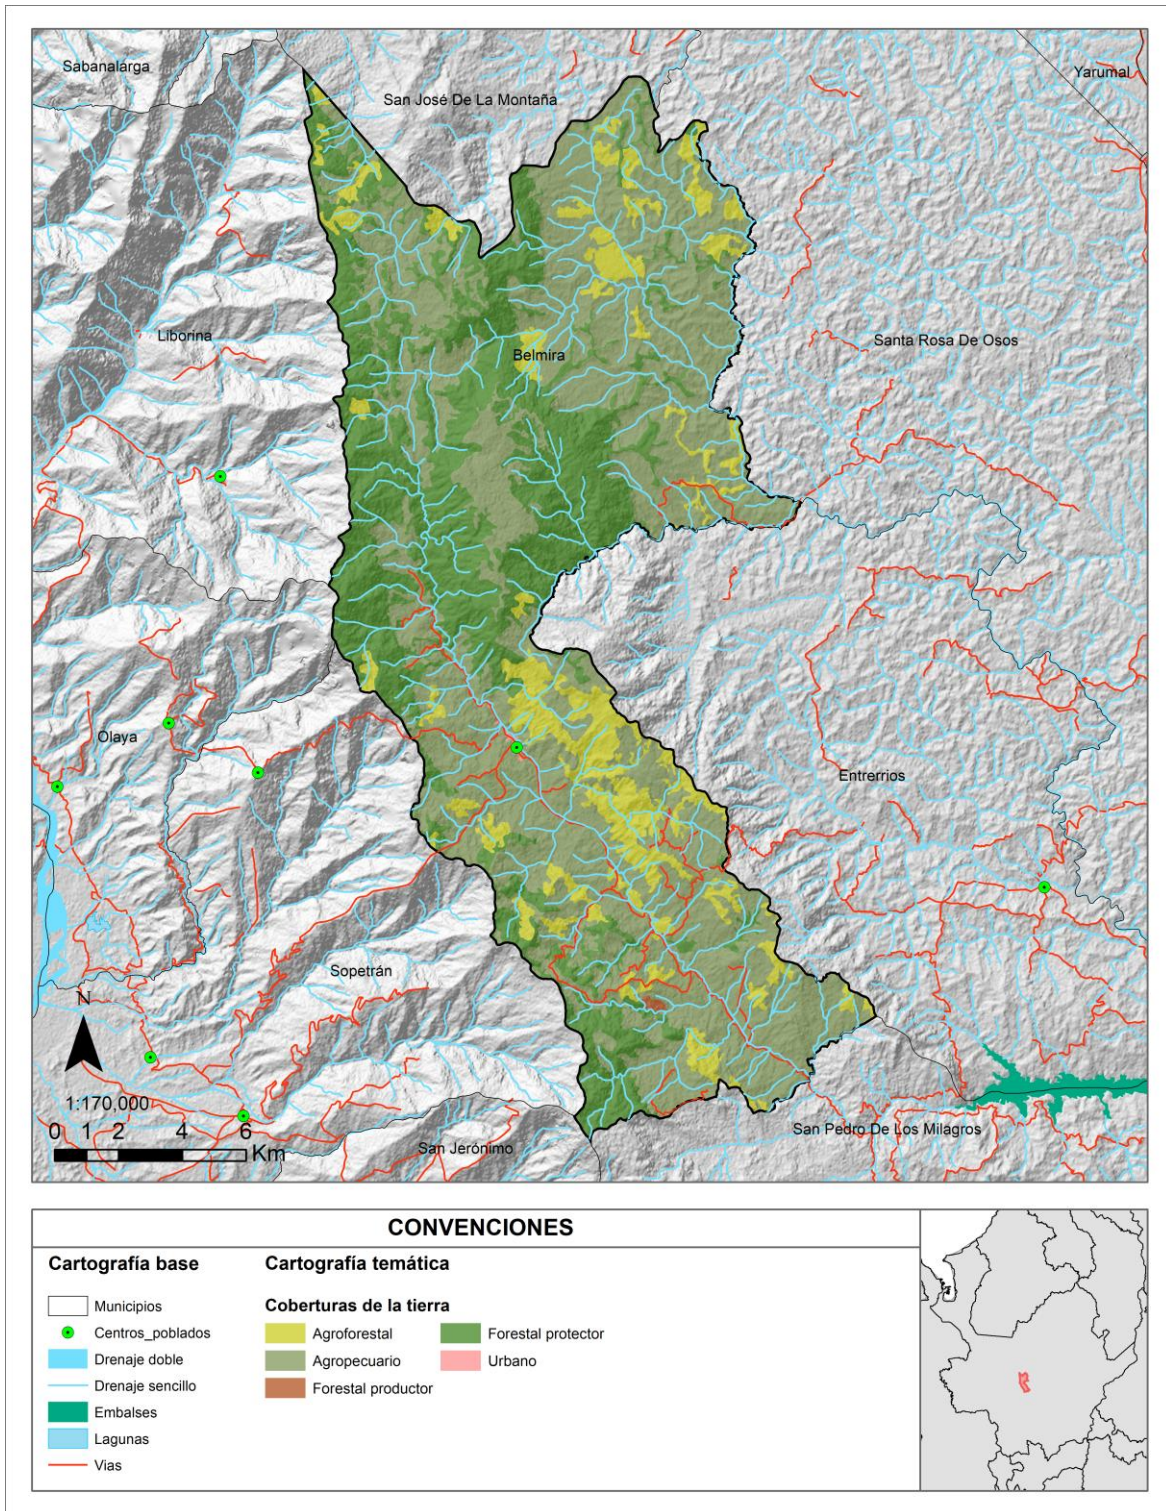 Sabanalarga
San José De La Montaña
Yarumal
Liborina
Belmira
Santa Rosa De Osos
Olaya
Entrerrios
Sopetrán
N
1:170,000
0 1 2 4 6
Km
San Jerónimo
San Pedro De Los Milagros
CONVENCIONES
Cartografía base
Municipios
Centros_poblados
Drenaje doble
Drenaje sencillo
Embalses
Lagunas
Vias
Cartografía temática
Coberturas de la tierra
Agroforestal
Agropecuario
Forestal productor
Forestal protector
Urbano